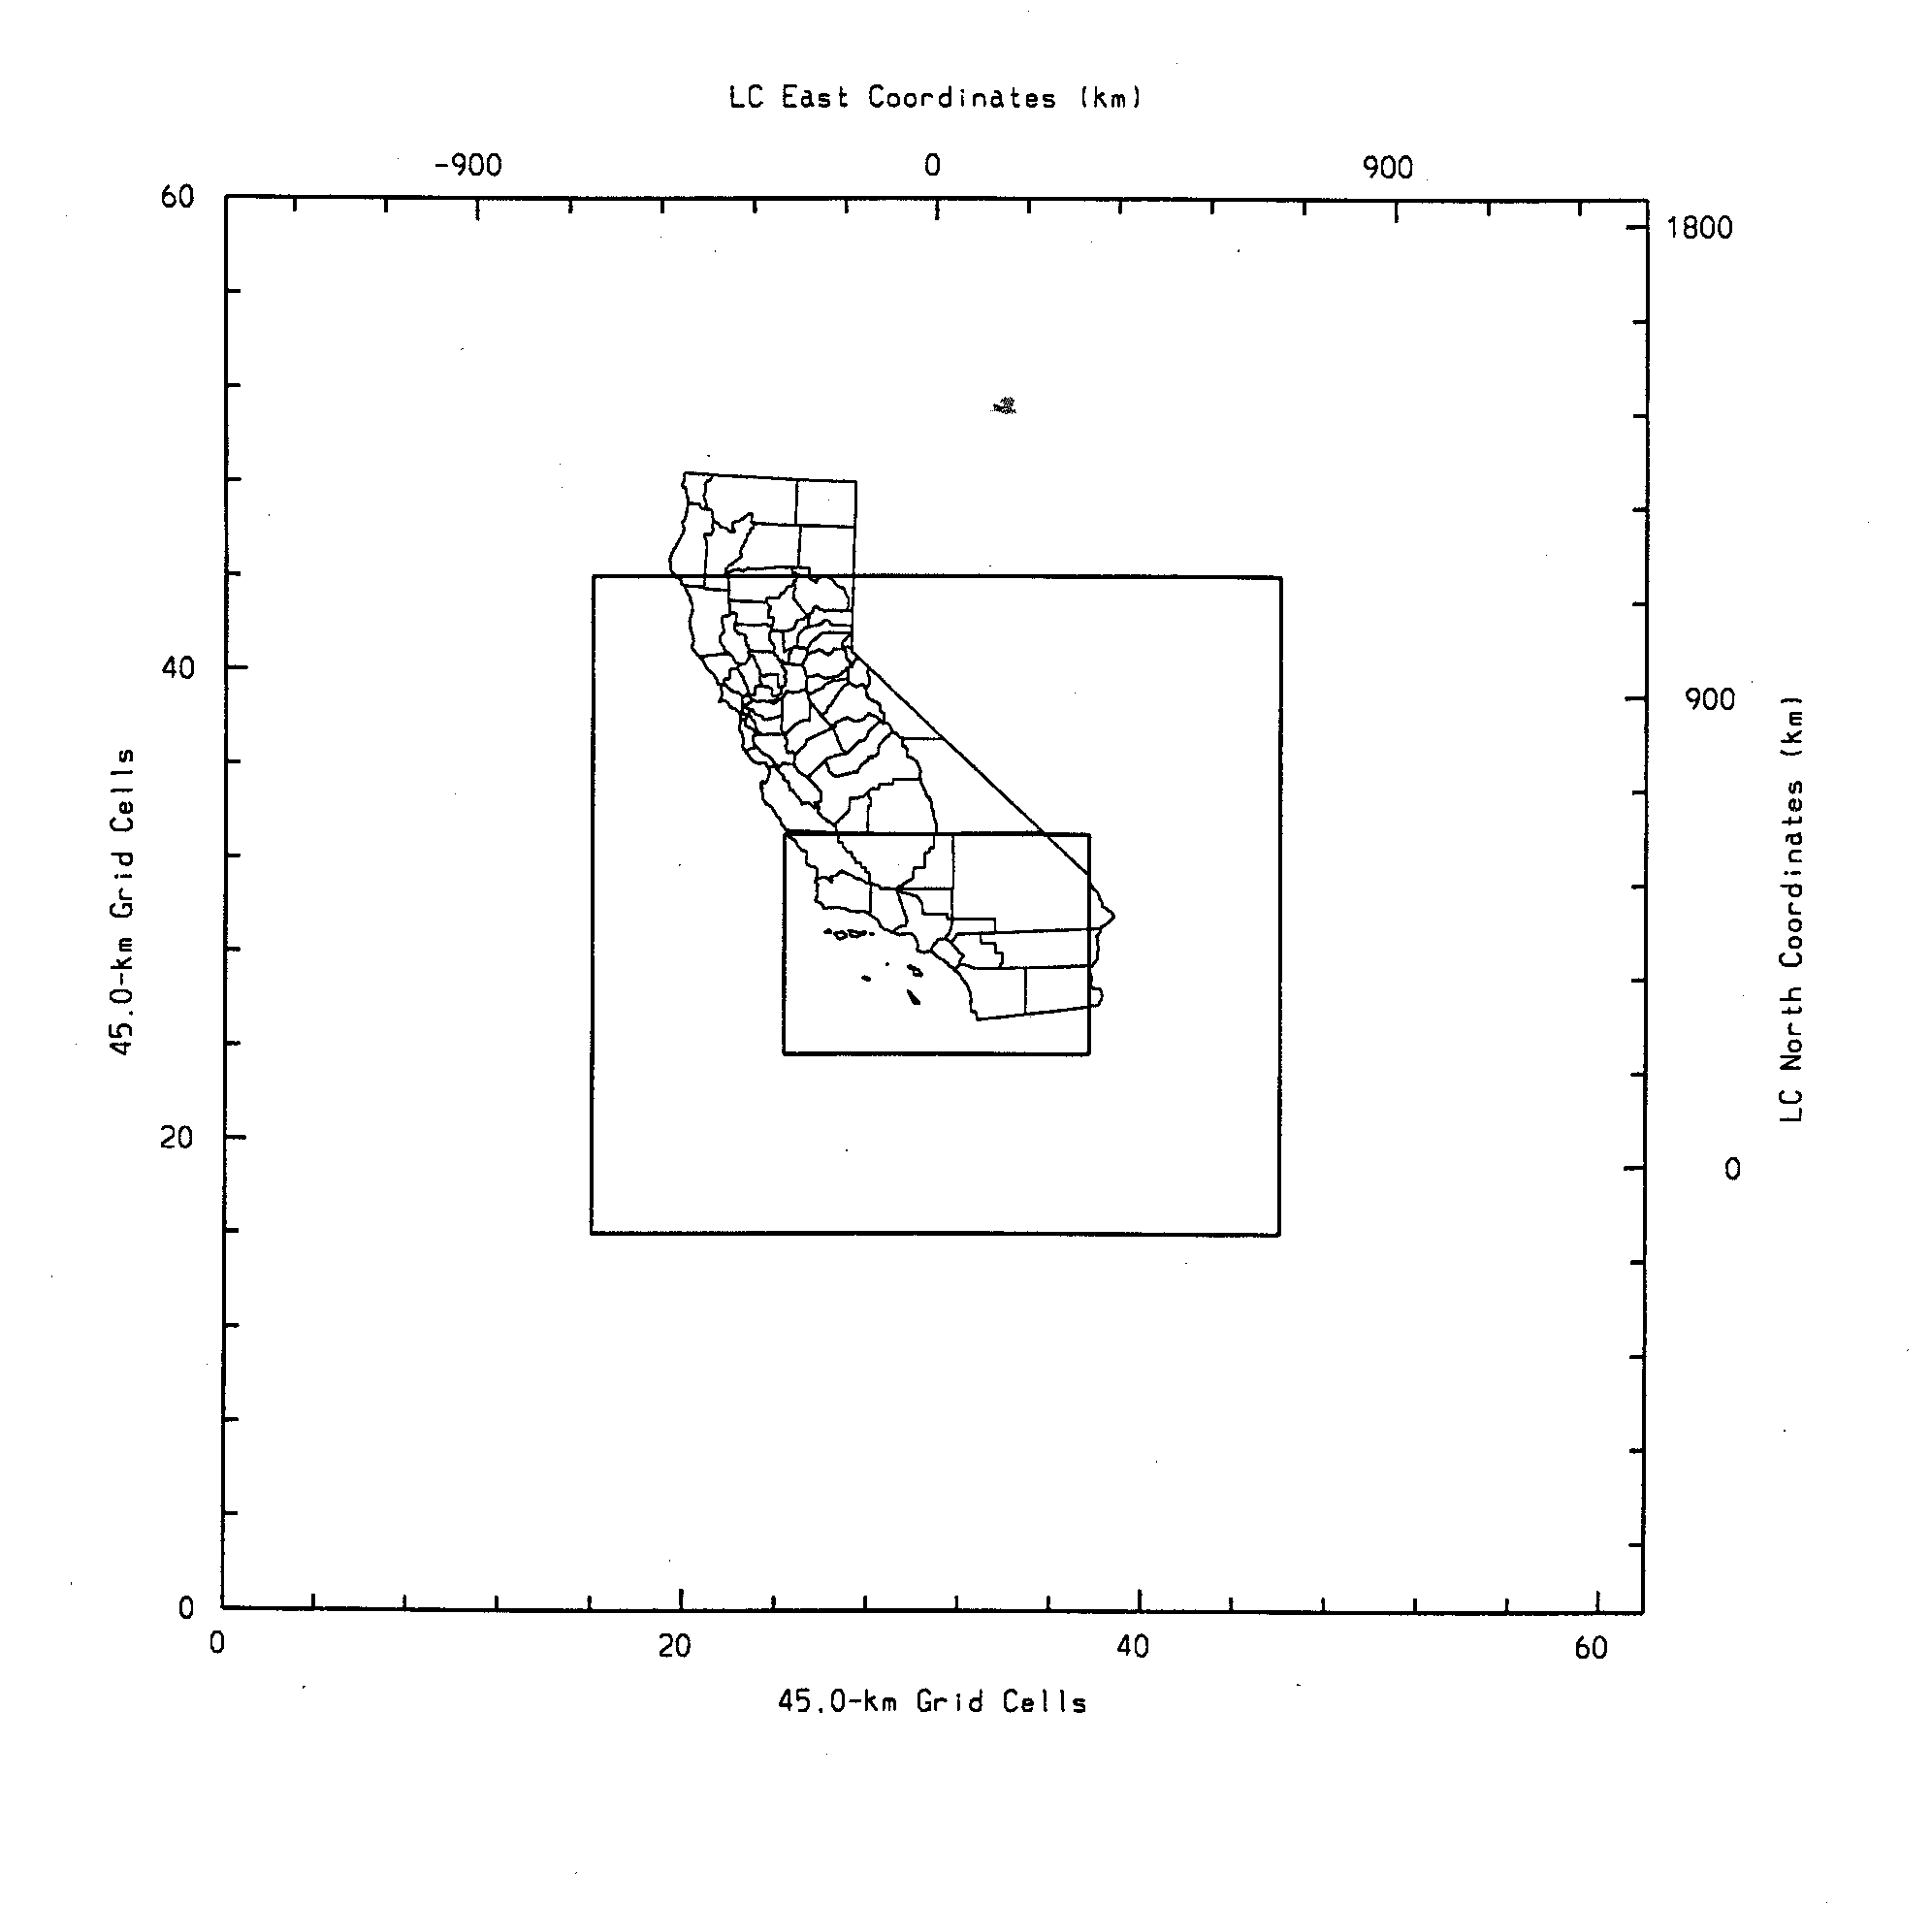 LC East Coordinates (km)
-900 0 900
60
1800
40
900
45.0-km Grid Cells
LC North Coordinates (km)
20
0
0
0 20 40 60
45.0-km Grid Cells